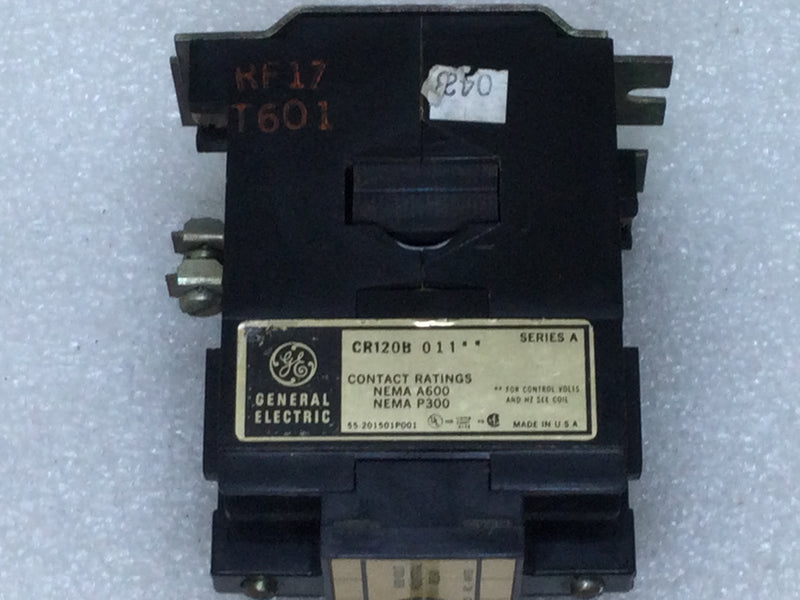 RF17
T601
CR120B 011**
SERIES A
GE
GENERAL
ELECTRIC
CONTACT RATINGS
NEMA A600
NEMA P300
** FOR CONTROL VOLTS
AND HZ SEE COIL
55-201501P001
MADE IN U.S.A